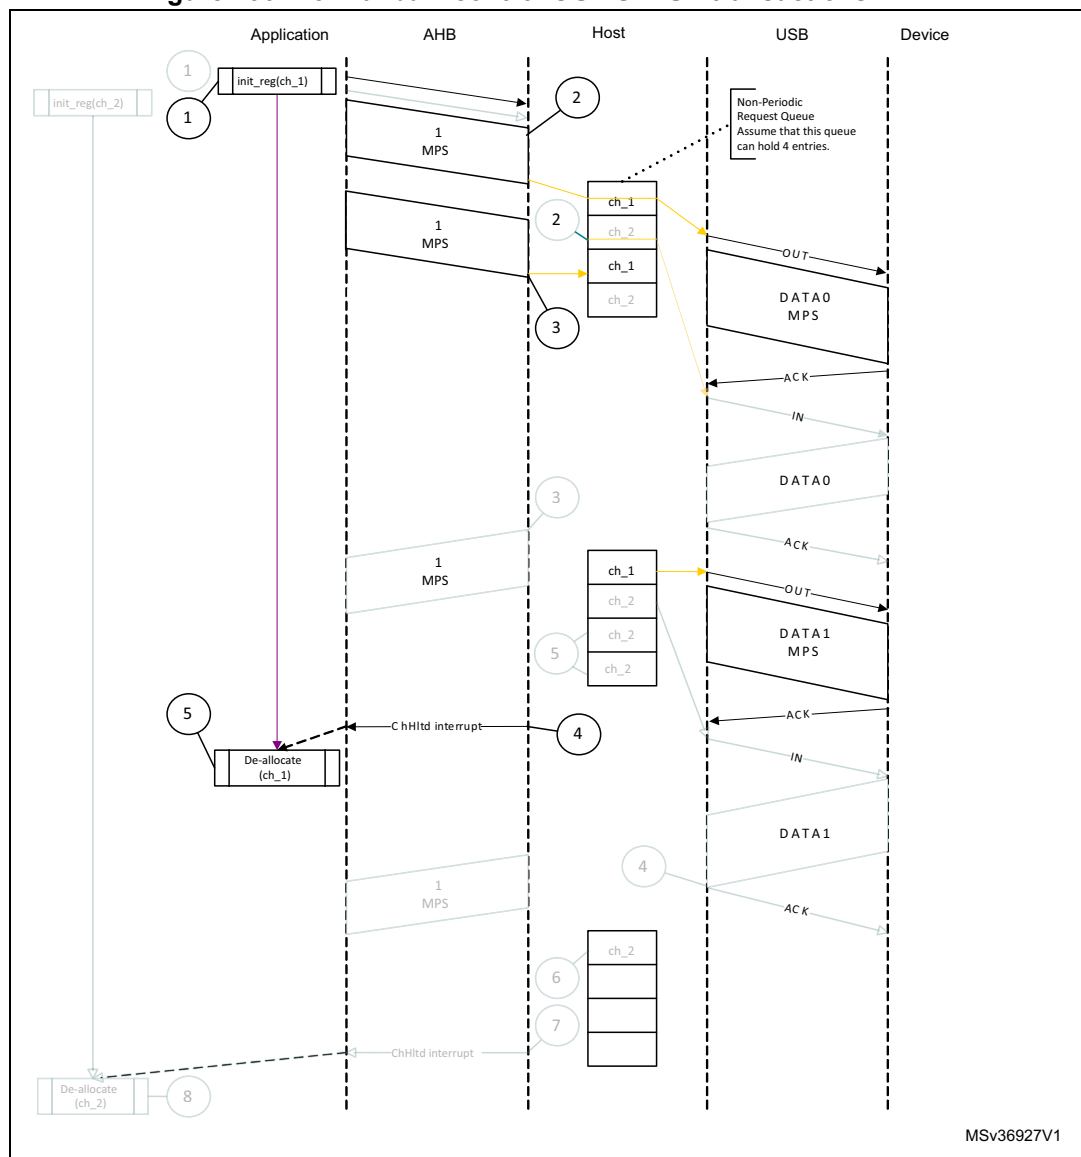 Application AHB Host USB Device
1
init_reg(ch_1)
init_reg(ch_2)
1
2
Non-Periodic
Request Queue
Assume that this queue
can hold 4 entries.
1
MPS
ch_1
2
ch_2
1
MPS
OUT
ch_1
ch_2
DATA0
MPS
3
ACK
IN
DATA0
3
ACK
1
MPS
ch_1
OUT
ch_2
ch_2
DATA1
MPS
5
ch_2
5
ACK
ChHltd interrupt
4
De-allocate
(ch_1)
IN
DATA1
4
1
MPS
ACK
ch_2
6
7
ChHltd interrupt
De-allocate
(ch_2)
8
MSv36927V1